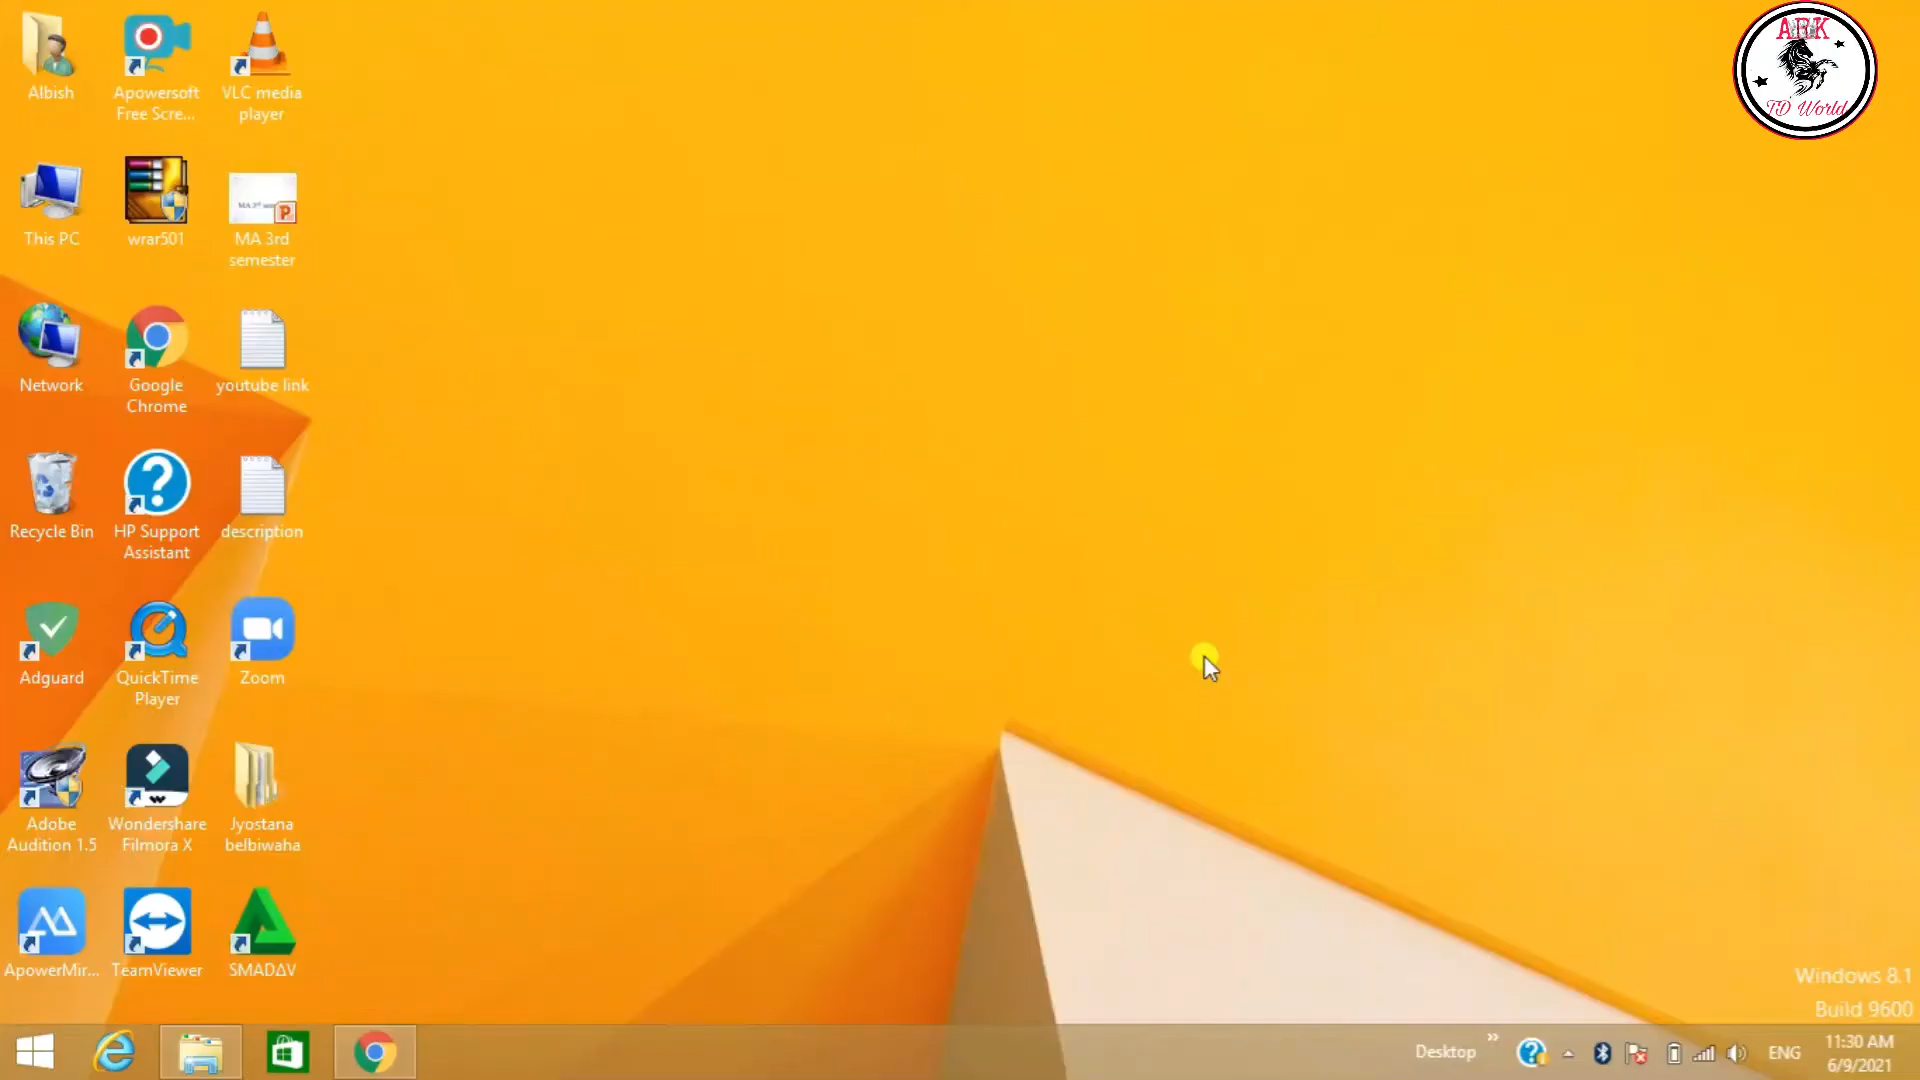 ARK
TD World
Albish
Apowersoft
Free Scre...
VLC media
player
This PC
wrar501
MA 3rd
semester
Network
Google
Chrome
youtube link
Recycle Bin
HP Support
Assistant
description
Adguard
QuickTime
Player
Zoom
Adobe
Audition 1.5
Wondershare
Filmora X
Jyostana
belbiwaha
ApowerMir...
TeamViewer
SMADΔV
Windows 8.1
Build 9600
Desktop
ENG
11:30 AM
6/9/2021